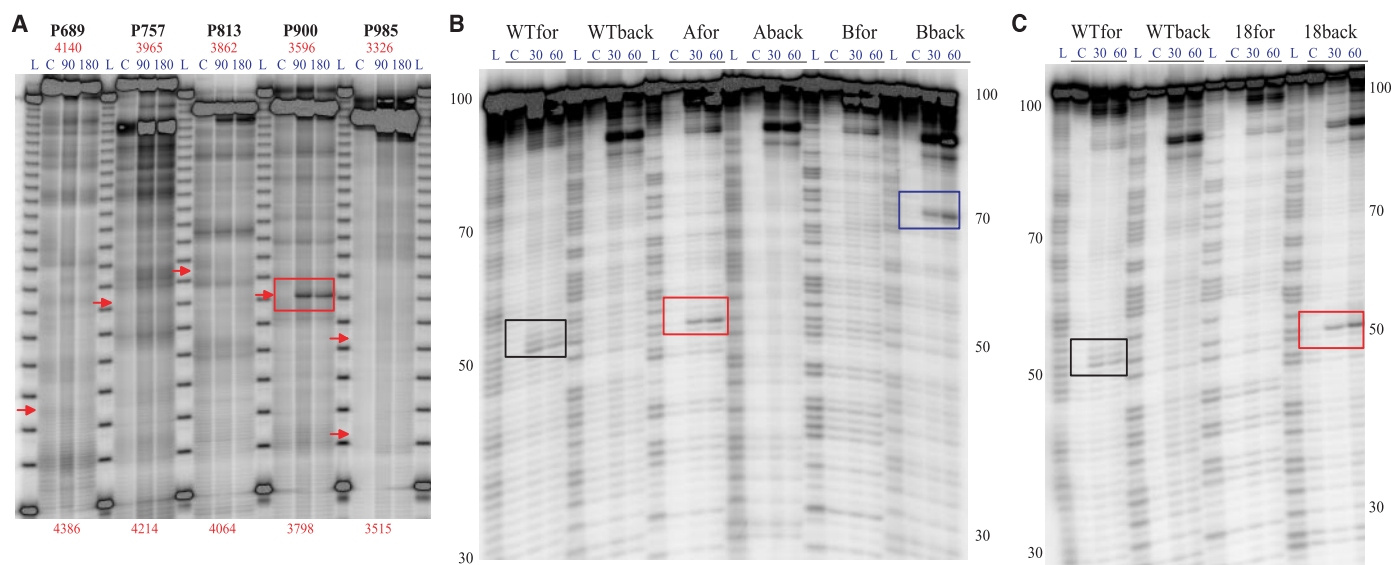 A
P689 P757 P813 P900 P985
4140 3965 3862 3596 3326
L C 90 180 L C 90 180 L C 90 180 L C 90 180 L C 90 180 L
4386 4214 4064 3798 3515
B
WTfor WTback Afor Aback Bfor Bback
L C 30 60 L C 30 60 L C 30 60 L C 30 60 L C 30 60 L C 30 60
100 100
70 70
50 50
30 30
C
WTfor WTback 18for 18back
L C 30 60 L C 30 60 L C 30 60 L C 30 60
100 100
70 70
50 50
30 30